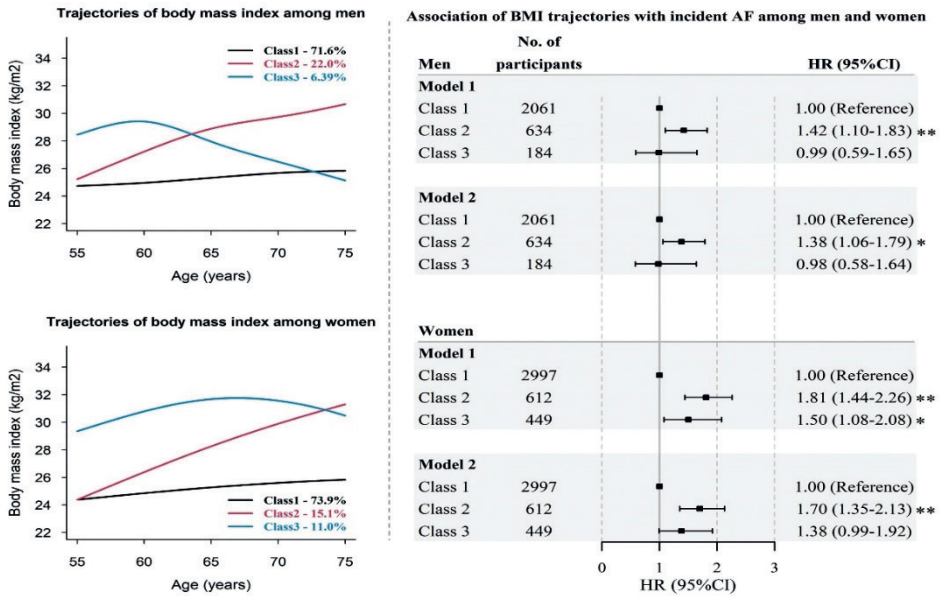 Trajectories of body mass index among men
Body mass index (kg/m2)
34
32
30
28
26
24
22
Class1 - 71.6%
Class2 - 22.0%
Class3 - 6.39%
55 60 65 70 75
Age (years)
Trajectories of body mass index among women
Body mass index (kg/m2)
34
32
30
28
26
24
22
Class1 - 73.9%
Class2 - 15.1%
Class3 - 11.0%
55 60 65 70 75
Age (years)
Association of BMI trajectories with incident AF among men and women
No. of
Men participants HR (95%CI)
Model 1
Class 1 2061 1.00 (Reference)
Class 2 634 1.42 (1.10-1.83) **
Class 3 184 0.99 (0.59-1.65)
Model 2
Class 1 2061 1.00 (Reference)
Class 2 634 1.38 (1.06-1.79) *
Class 3 184 0.98 (0.58-1.64)
Women
Model 1
Class 1 2997 1.00 (Reference)
Class 2 612 1.81 (1.44-2.26) **
Class 3 449 1.50 (1.08-2.08) *
Model 2
Class 1 2997 1.00 (Reference)
Class 2 612 1.70 (1.35-2.13) **
Class 3 449 1.38 (0.99-1.92)
0 1 2 3
HR (95%CI)